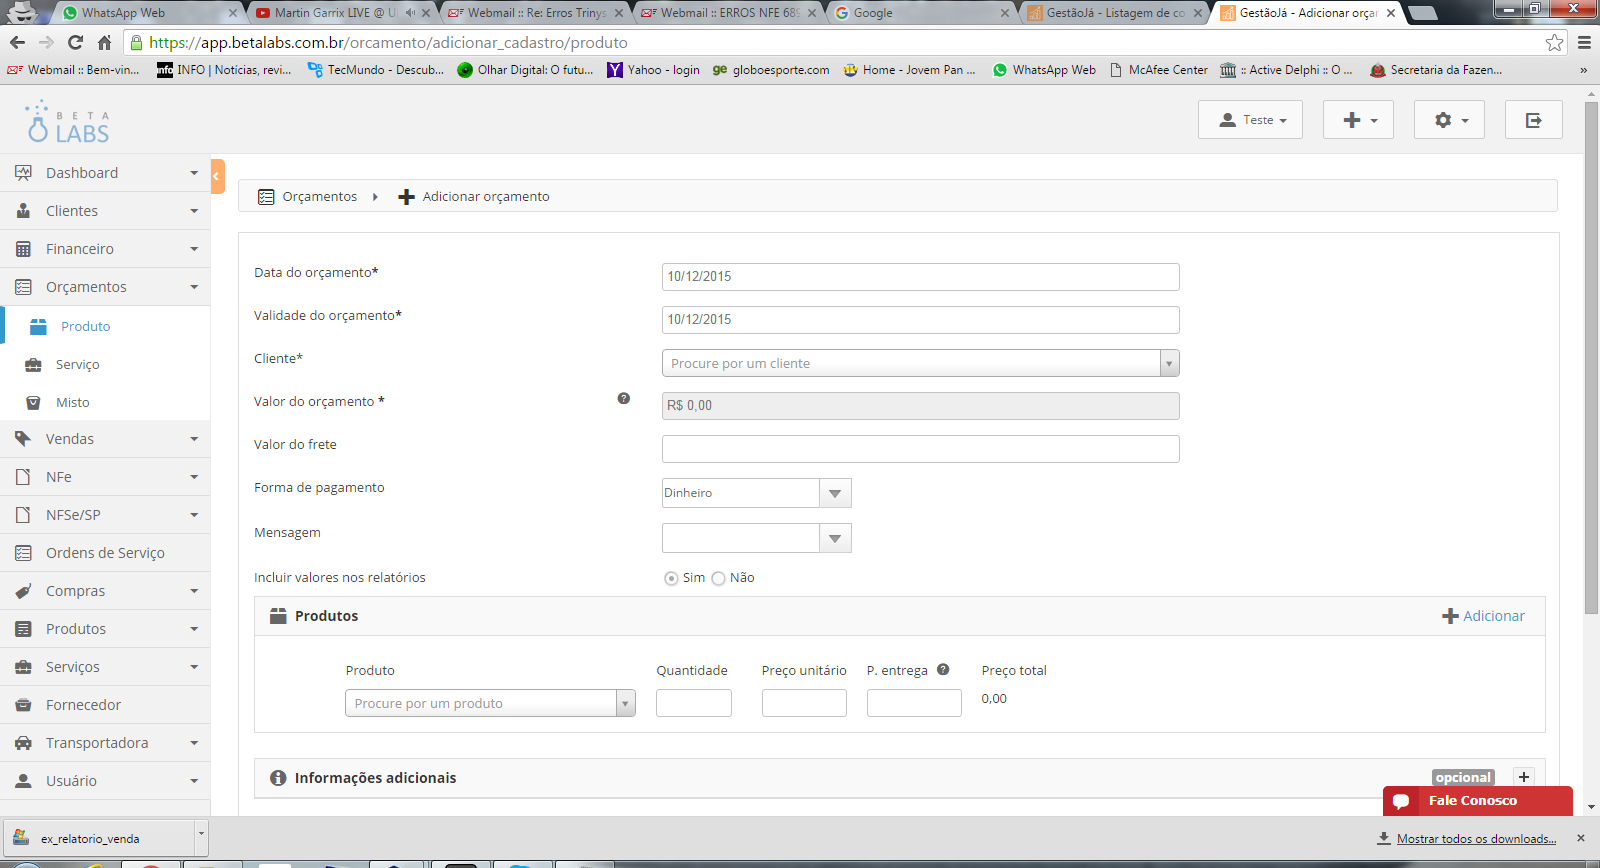 WhatsApp Web
Martin Garrix LIVE @ U
Webmail :: Re: Erros Trinys
Webmail :: ERROS NFE 689
Google
GestãoJá - Listagem de co
GestãoJá - Adicionar orçar
https://app.betalabs.com.br/orcamento/adicionar_cadastro/produto
Webmail :: Bem-vin...
info INFO | Notícias, revi...
TecMundo - Descub...
Olhar Digital: O futu...
Yahoo - login
ge globoesporte.com
Home - Jovem Pan ...
WhatsApp Web
McAfee Center
:: Active Delphi :: O ...
Secretaria da Fazen...
»
BETA
LABS
Teste
Dashboard
Clientes
Financeiro
Orçamentos
Produto
Serviço
Misto
Vendas
NFe
NFSe/SP
Ordens de Serviço
Compras
Produtos
Serviços
Fornecedor
Transportadora
Usuário
Orçamentos
Adicionar orçamento
Data do orçamento*
10/12/2015
Validade do orçamento*
10/12/2015
Cliente*
Procure por um cliente
Valor do orçamento *
R$ 0,00
Valor do frete
Forma de pagamento
Dinheiro
Mensagem
Incluir valores nos relatórios
Sim Não
Produtos
Adicionar
Produto Quantidade Preço unitário P. entrega Preço total
Procure por um produto
0,00
Informações adicionais
opcional
Fale Conosco
ex_relatorio_venda
Mostrar todos os downloads...